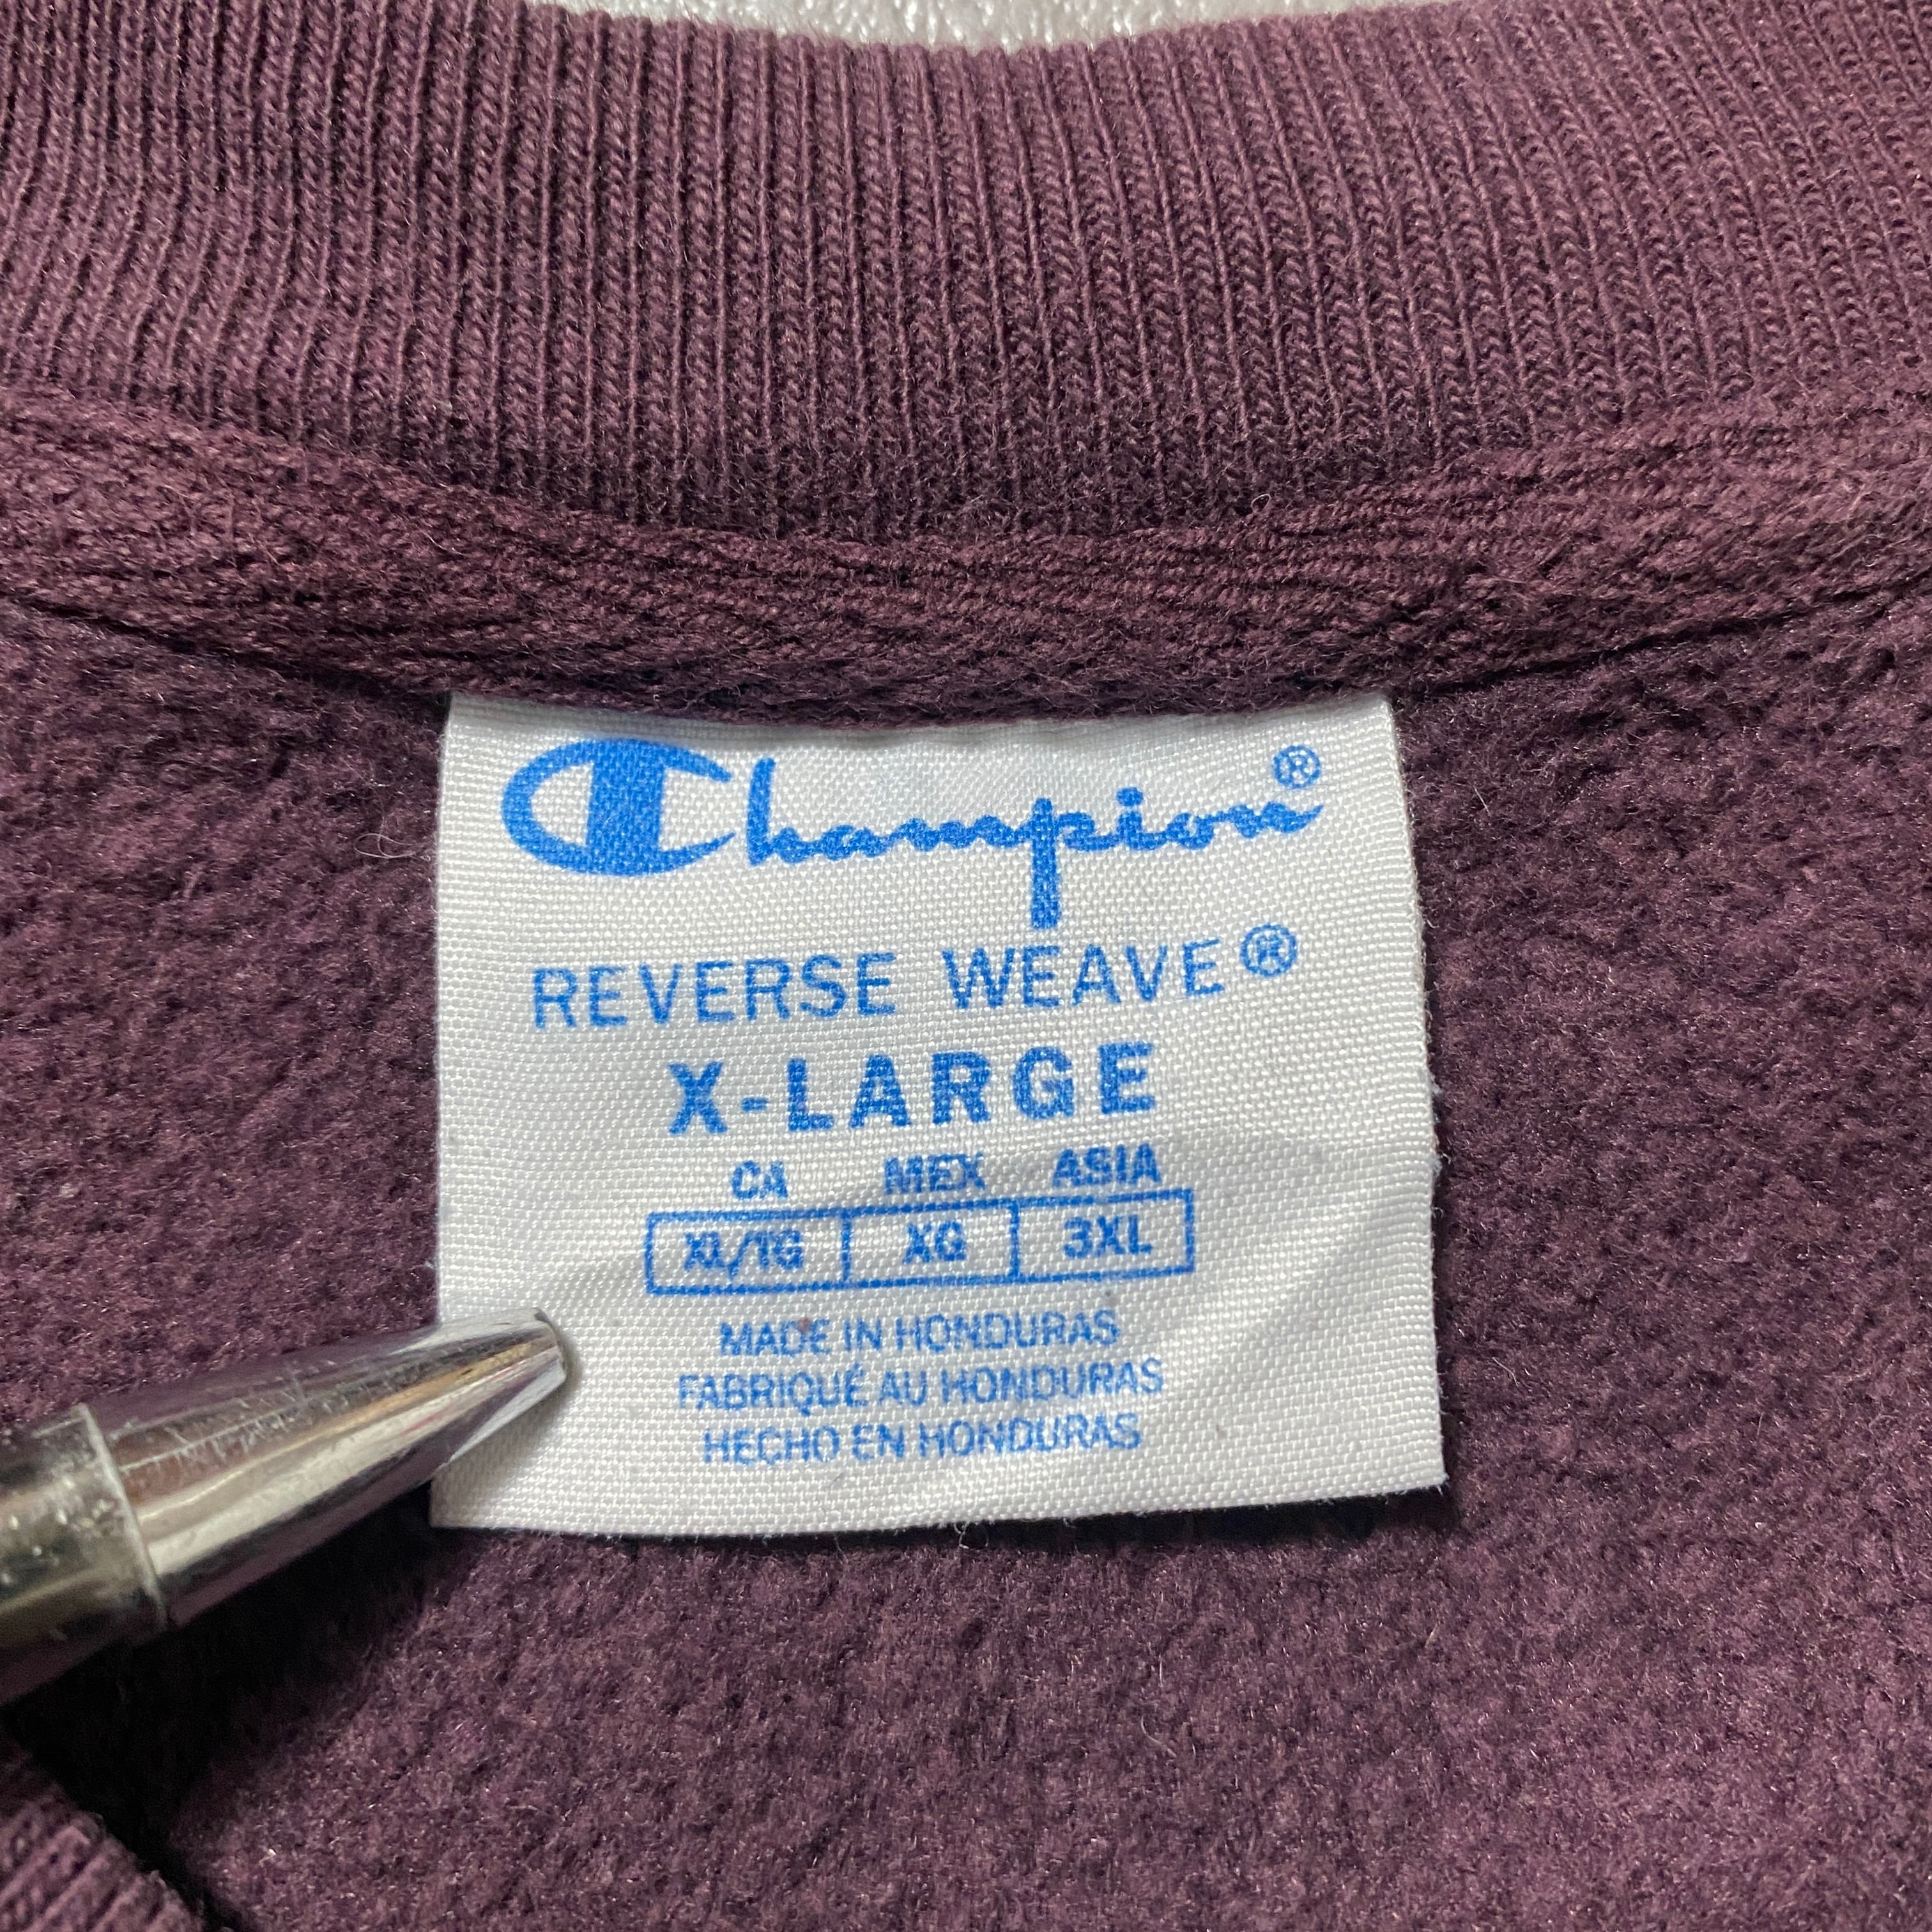 Champion®
REVERSE WEAVE®
X-LARGE
CA MEX ASIA
XL/TG XG 3XL
MADE IN HONDURAS
FABRIQUÉ AU HONDURAS
HECHO EN HONDURAS